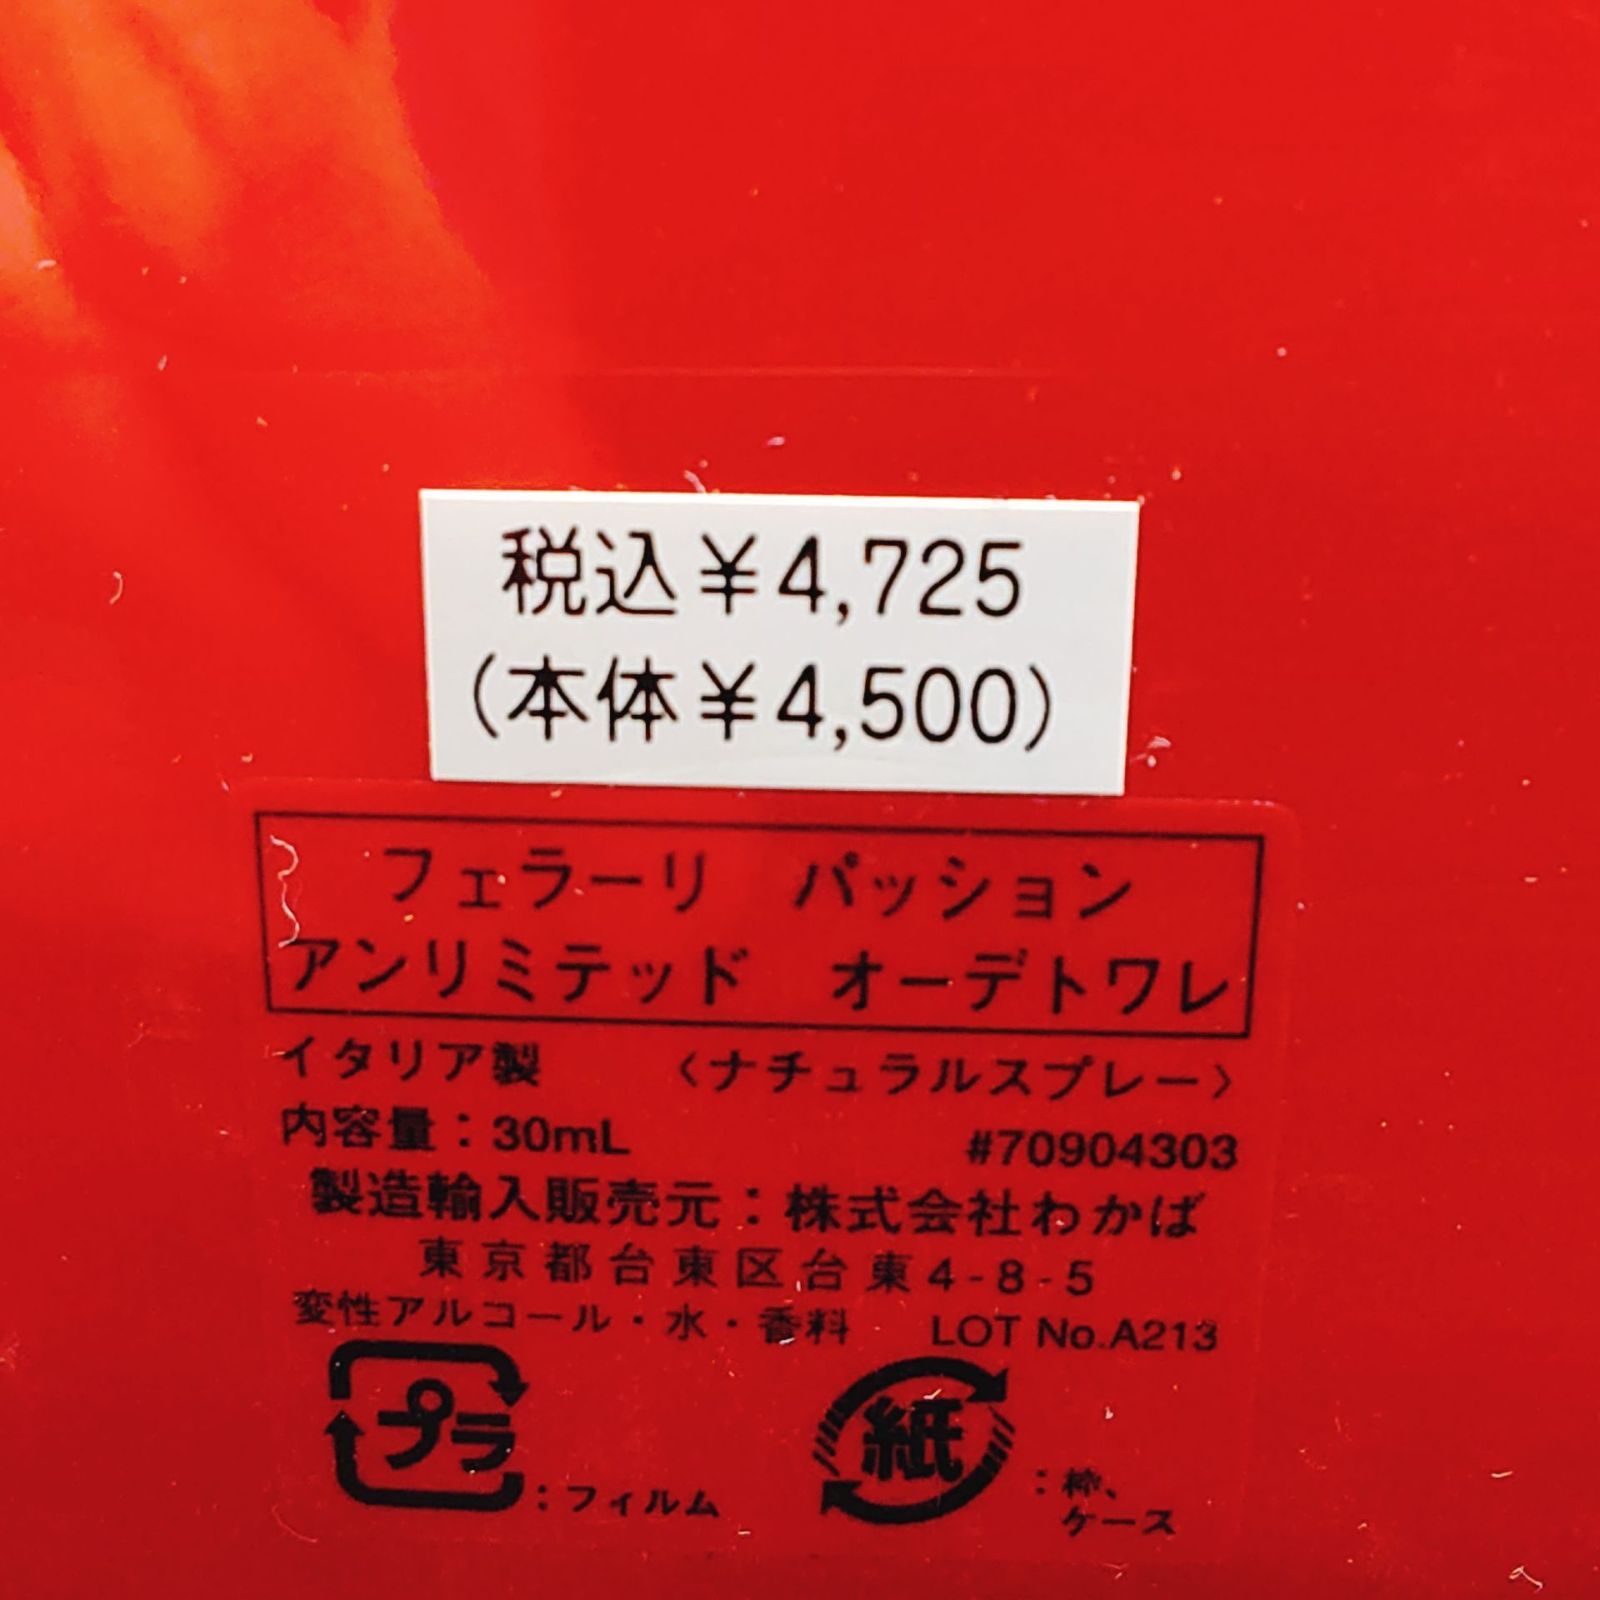 税込￥4,725
(本体￥4,500)
フェラーリ　パッション
アンリミテッド　オーデトワレ
イタリア製　〈ナチュラルスプレー〉
内容量：30mL　#70904303
製造輸入販売元：株式会社わかば
東京都台東区台東4-8-5
変性アルコール・水・香料　LOT No.A213
プラ：フィルム
紙：枠、
ケース